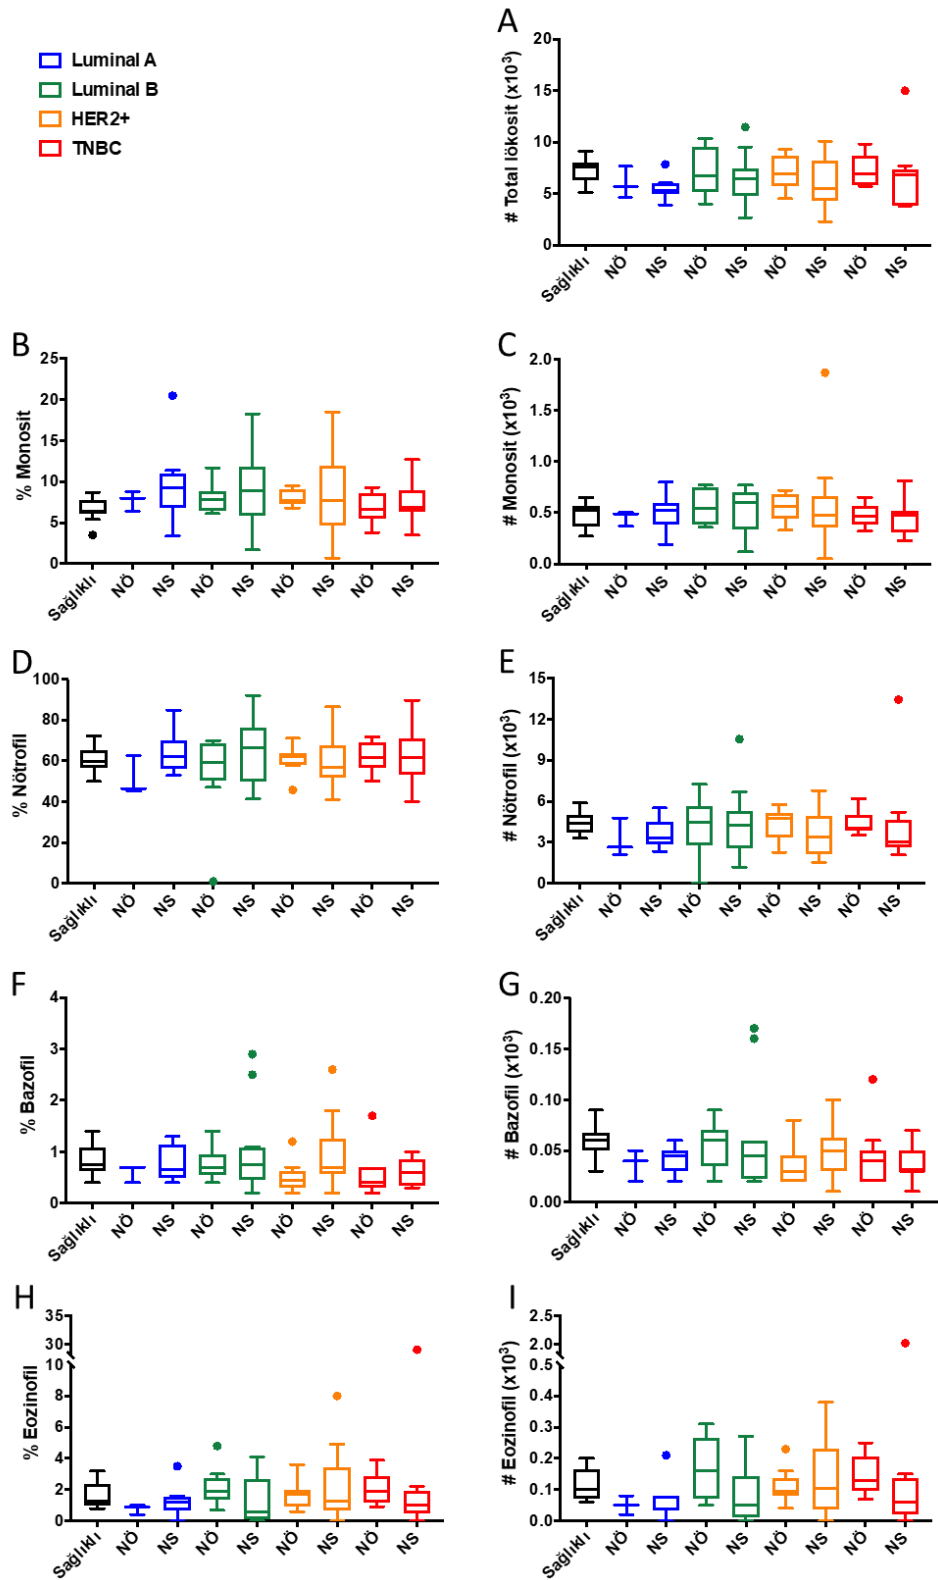 A
Luminal A
Luminal B
HER2+
TNBC
# Total lökosit (x10³)
20
15
10
5
0
Sağlıklı NÖ NS NÖ NS NÖ NS NÖ NS
B
% Monosit
25
20
15
10
5
0
Sağlıklı NÖ NS NÖ NS NÖ NS NÖ NS
C
# Monosit (x10³)
2.0
1.5
1.0
0.5
0.0
Sağlıklı NÖ NS NÖ NS NÖ NS NÖ NS
D
% Nötrofil
100
80
60
40
20
0
Sağlıklı NÖ NS NÖ NS NÖ NS NÖ NS
E
# Nötrofil (x10³)
15
12
9
6
3
0
Sağlıklı NÖ NS NÖ NS NÖ NS NÖ NS
F
% Bazofil
4
3
2
1
0
Sağlıklı NÖ NS NÖ NS NÖ NS NÖ NS
G
# Bazofil (x10³)
0.20
0.15
0.10
0.05
0.00
Sağlıklı NÖ NS NÖ NS NÖ NS NÖ NS
H
% Eozinofil
35
30
10
8
6
4
2
0
Sağlıklı NÖ NS NÖ NS NÖ NS NÖ NS
I
# Eozinofil (x10³)
2.5
2.0
0.5
0.4
0.3
0.2
0.1
0.0
Sağlıklı NÖ NS NÖ NS NÖ NS NÖ NS